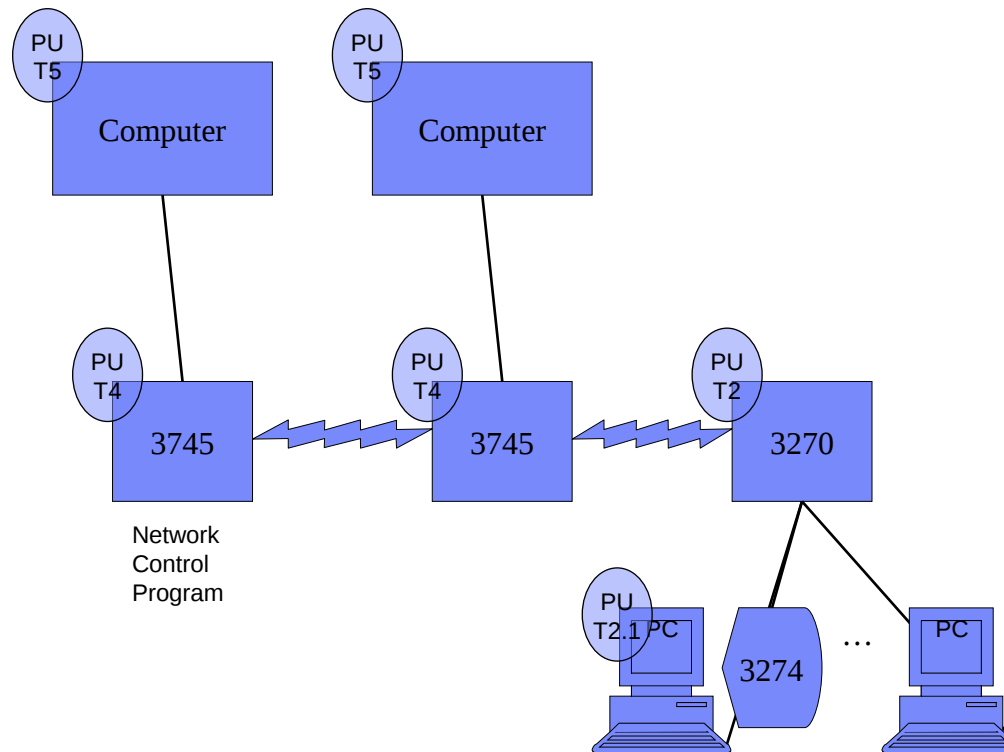 PU
T5
Computer
PU
T5
Computer
PU
T4
3745
PU
T4
3745
PU
T2
3270
Network
Control
Program
PU
T2.1
PC
3274
...
PC